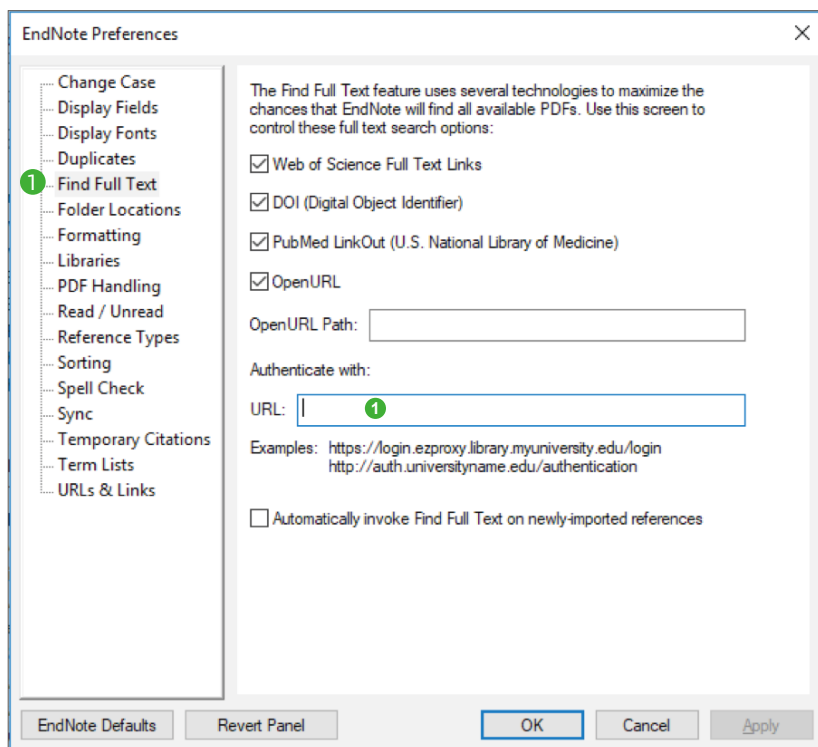 EndNote Preferences
Change Case
Display Fields
Display Fonts
Duplicates
1 Find Full Text
Folder Locations
Formatting
Libraries
PDF Handling
Read / Unread
Reference Types
Sorting
Spell Check
Sync
Temporary Citations
Term Lists
URLs & Links
The Find Full Text feature uses several technologies to maximize the
chances that EndNote will find all available PDFs. Use this screen to
control these full text search options:
Web of Science Full Text Links
DOI (Digital Object Identifier)
PubMed LinkOut (U.S. National Library of Medicine)
OpenURL
OpenURL Path:
Authenticate with:
URL: 1
Examples: https://login.ezproxy.library.myuniversity.edu/login
http://auth.universityname.edu/authentication
Automatically invoke Find Full Text on newly-imported references
EndNote Defaults Revert Panel OK Cancel Apply